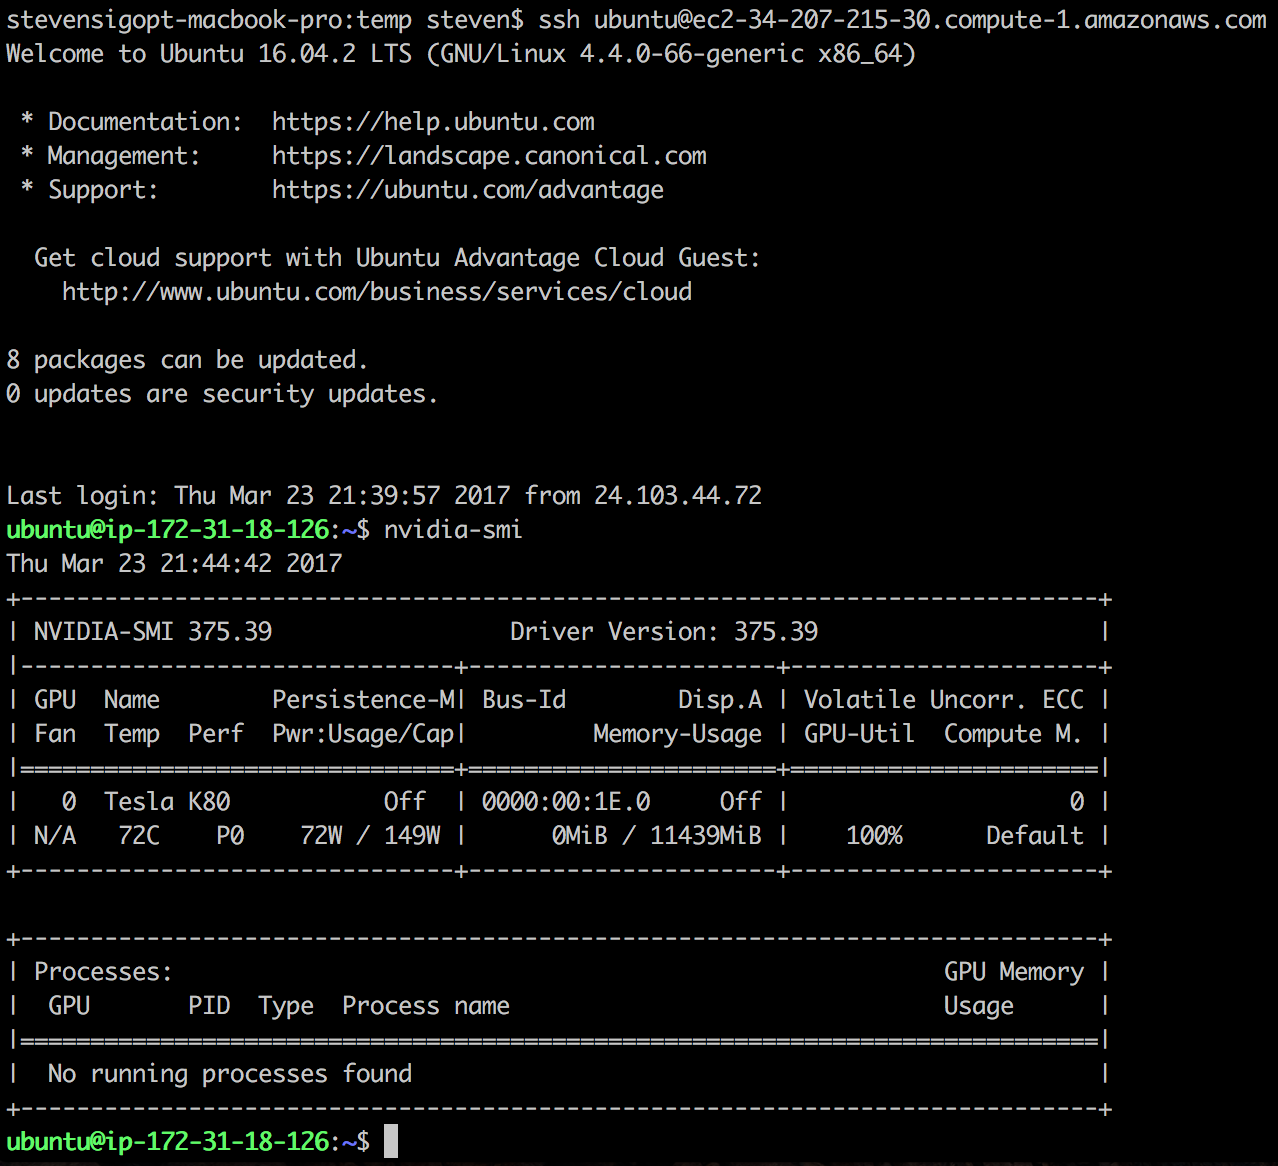 stevensigopt-macbook-pro:temp steven$ ssh ubuntu@ec2-34-207-215-30.compute-1.amazonaws.com
Welcome to Ubuntu 16.04.2 LTS (GNU/Linux 4.4.0-66-generic x86_64)

 * Documentation:  https://help.ubuntu.com
 * Management:     https://landscape.canonical.com
 * Support:        https://ubuntu.com/advantage

  Get cloud support with Ubuntu Advantage Cloud Guest:
    http://www.ubuntu.com/business/services/cloud

8 packages can be updated.
0 updates are security updates.


Last login: Thu Mar 23 21:39:57 2017 from 24.103.44.72
ubuntu@ip-172-31-18-126:~$ nvidia-smi
Thu Mar 23 21:44:42 2017
+-----------------------------------------------------------------------------+
| NVIDIA-SMI 375.39                 Driver Version: 375.39                    |
|-------------------------------+----------------------+----------------------+
| GPU  Name        Persistence-M| Bus-Id        Disp.A | Volatile Uncorr. ECC |
| Fan  Temp  Perf  Pwr:Usage/Cap|         Memory-Usage | GPU-Util  Compute M. |
|===============================+======================+======================|
|   0  Tesla K80           Off  | 0000:00:1E.0     Off |                    0 |
| N/A   72C    P0    72W / 149W |      0MiB / 11439MiB |    100%      Default |
+-------------------------------+----------------------+----------------------+

+-----------------------------------------------------------------------------+
| Processes:                                                       GPU Memory |
|  GPU       PID  Type  Process name                               Usage      |
|=============================================================================|
|  No running processes found                                                 |
+-----------------------------------------------------------------------------+
ubuntu@ip-172-31-18-126:~$